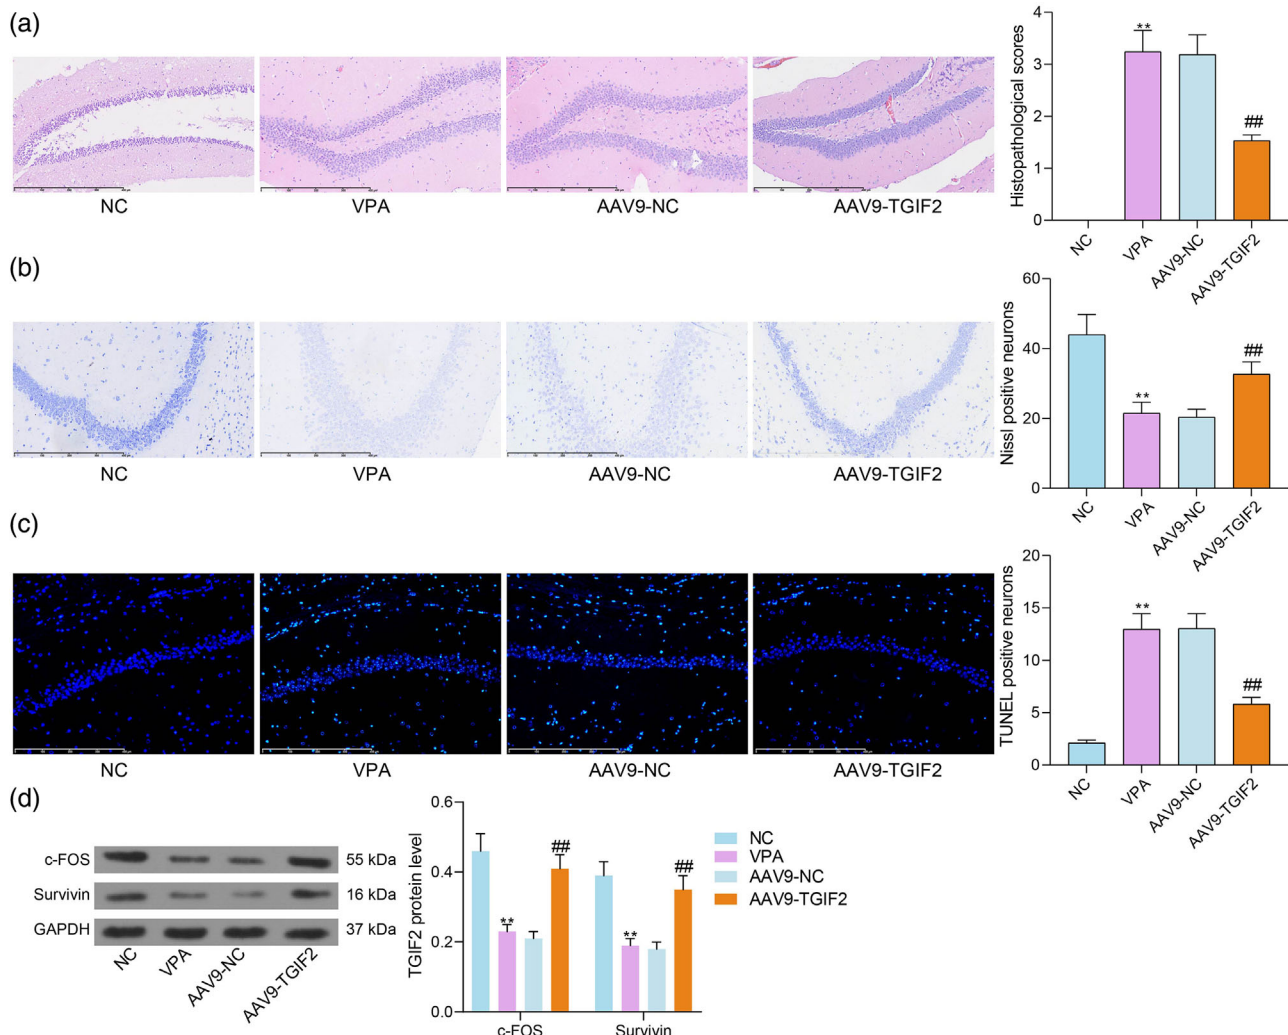 (a)
NC
VPA
AAV9-NC
AAV9-TGIF2
Histopathological scores
4
3
2
1
0
**
##
NC
VPA
AAV9-NC
AAV9-TGIF2
(b)
NC
VPA
AAV9-NC
AAV9-TGIF2
Nissl positive neurons
60
40
20
0
**
##
NC
VPA
AAV9-NC
AAV9-TGIF2
(c)
NC
VPA
AAV9-NC
AAV9-TGIF2
TUNEL positive neurons
20
15
10
5
0
**
##
NC
VPA
AAV9-NC
AAV9-TGIF2
(d)
c-FOS
55 kDa
Survivin
16 kDa
GAPDH
37 kDa
NC
VPA
AAV9-NC
AAV9-TGIF2
TGIF2 protein level
0.6
0.4
0.2
0.0
**
##
**
##
c-FOS
Survivin
NC
VPA
AAV9-NC
AAV9-TGIF2